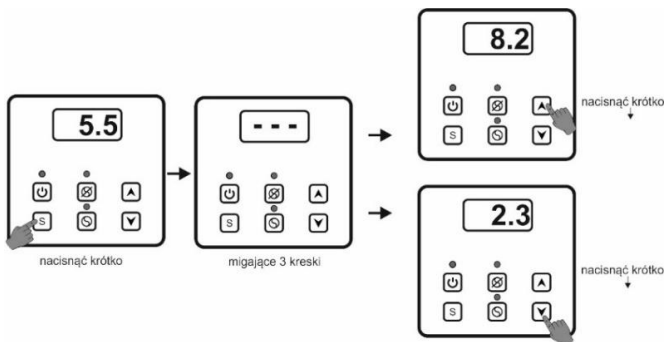 8.2
nacisnąć krótko
S
5.5
S
nacisnąć krótko
- - -
S
migające 3 kreski
2.3
nacisnąć krótko
S